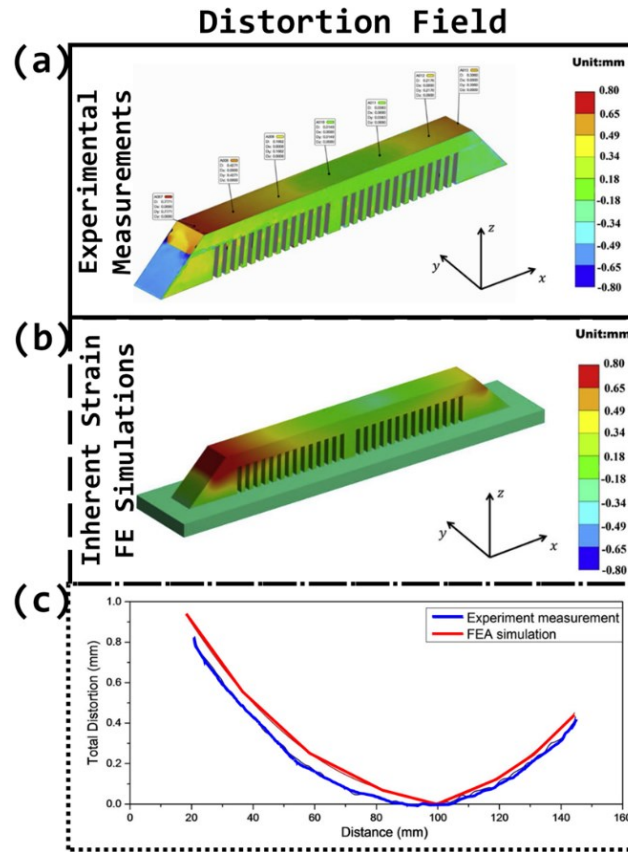 Distortion Field
(a)
Experimental
Measurements
Unit:mm
0.80
0.65
0.49
0.34
0.18
0.00
-0.18
-0.34
-0.49
-0.65
-0.80
z
y
x
(b)
Inherent Strain
FE Simulations
Unit:mm
0.80
0.65
0.49
0.34
0.18
0.00
-0.18
-0.34
-0.49
-0.65
-0.80
z
y
x
(c)
Total Distortion (mm)
1.0
0.8
0.6
0.4
0.2
0.0
Experiment measurement
FEA simulation
0 20 40 60 80 100 120 140 160
Distance (mm)